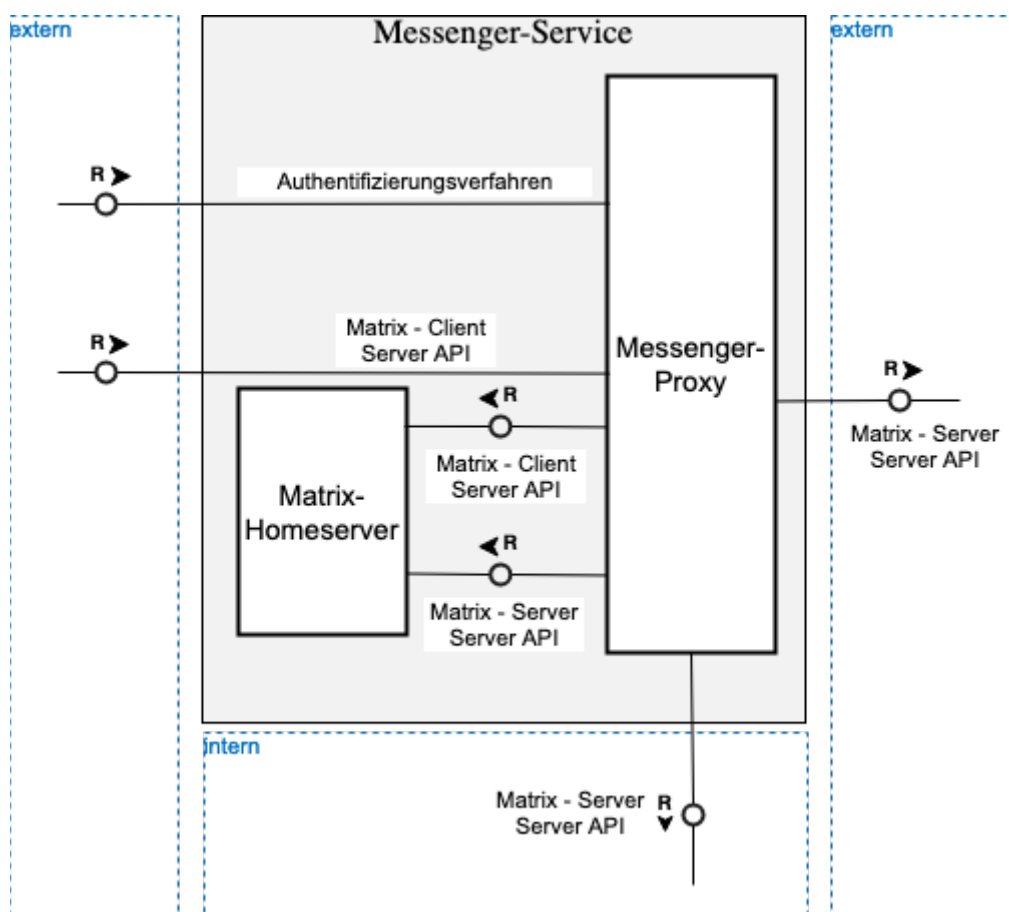 extern
Messenger-Service
extern
R
Authentifizierungsverfahren
R
Matrix - Client
Server API
Messenger-
Proxy
R
Matrix - Server
Server API
R
Matrix - Client
Server API
Matrix-
Homeserver
R
Matrix - Server
Server API
intern
Matrix - Server
Server API
R